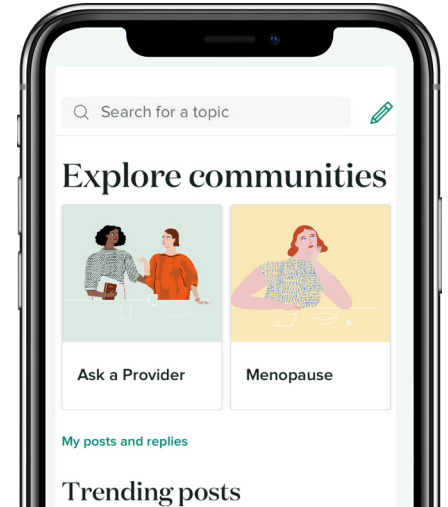 Search for a topic
Explore communities
Ask a Provider
Menopause
My posts and replies
Trending posts